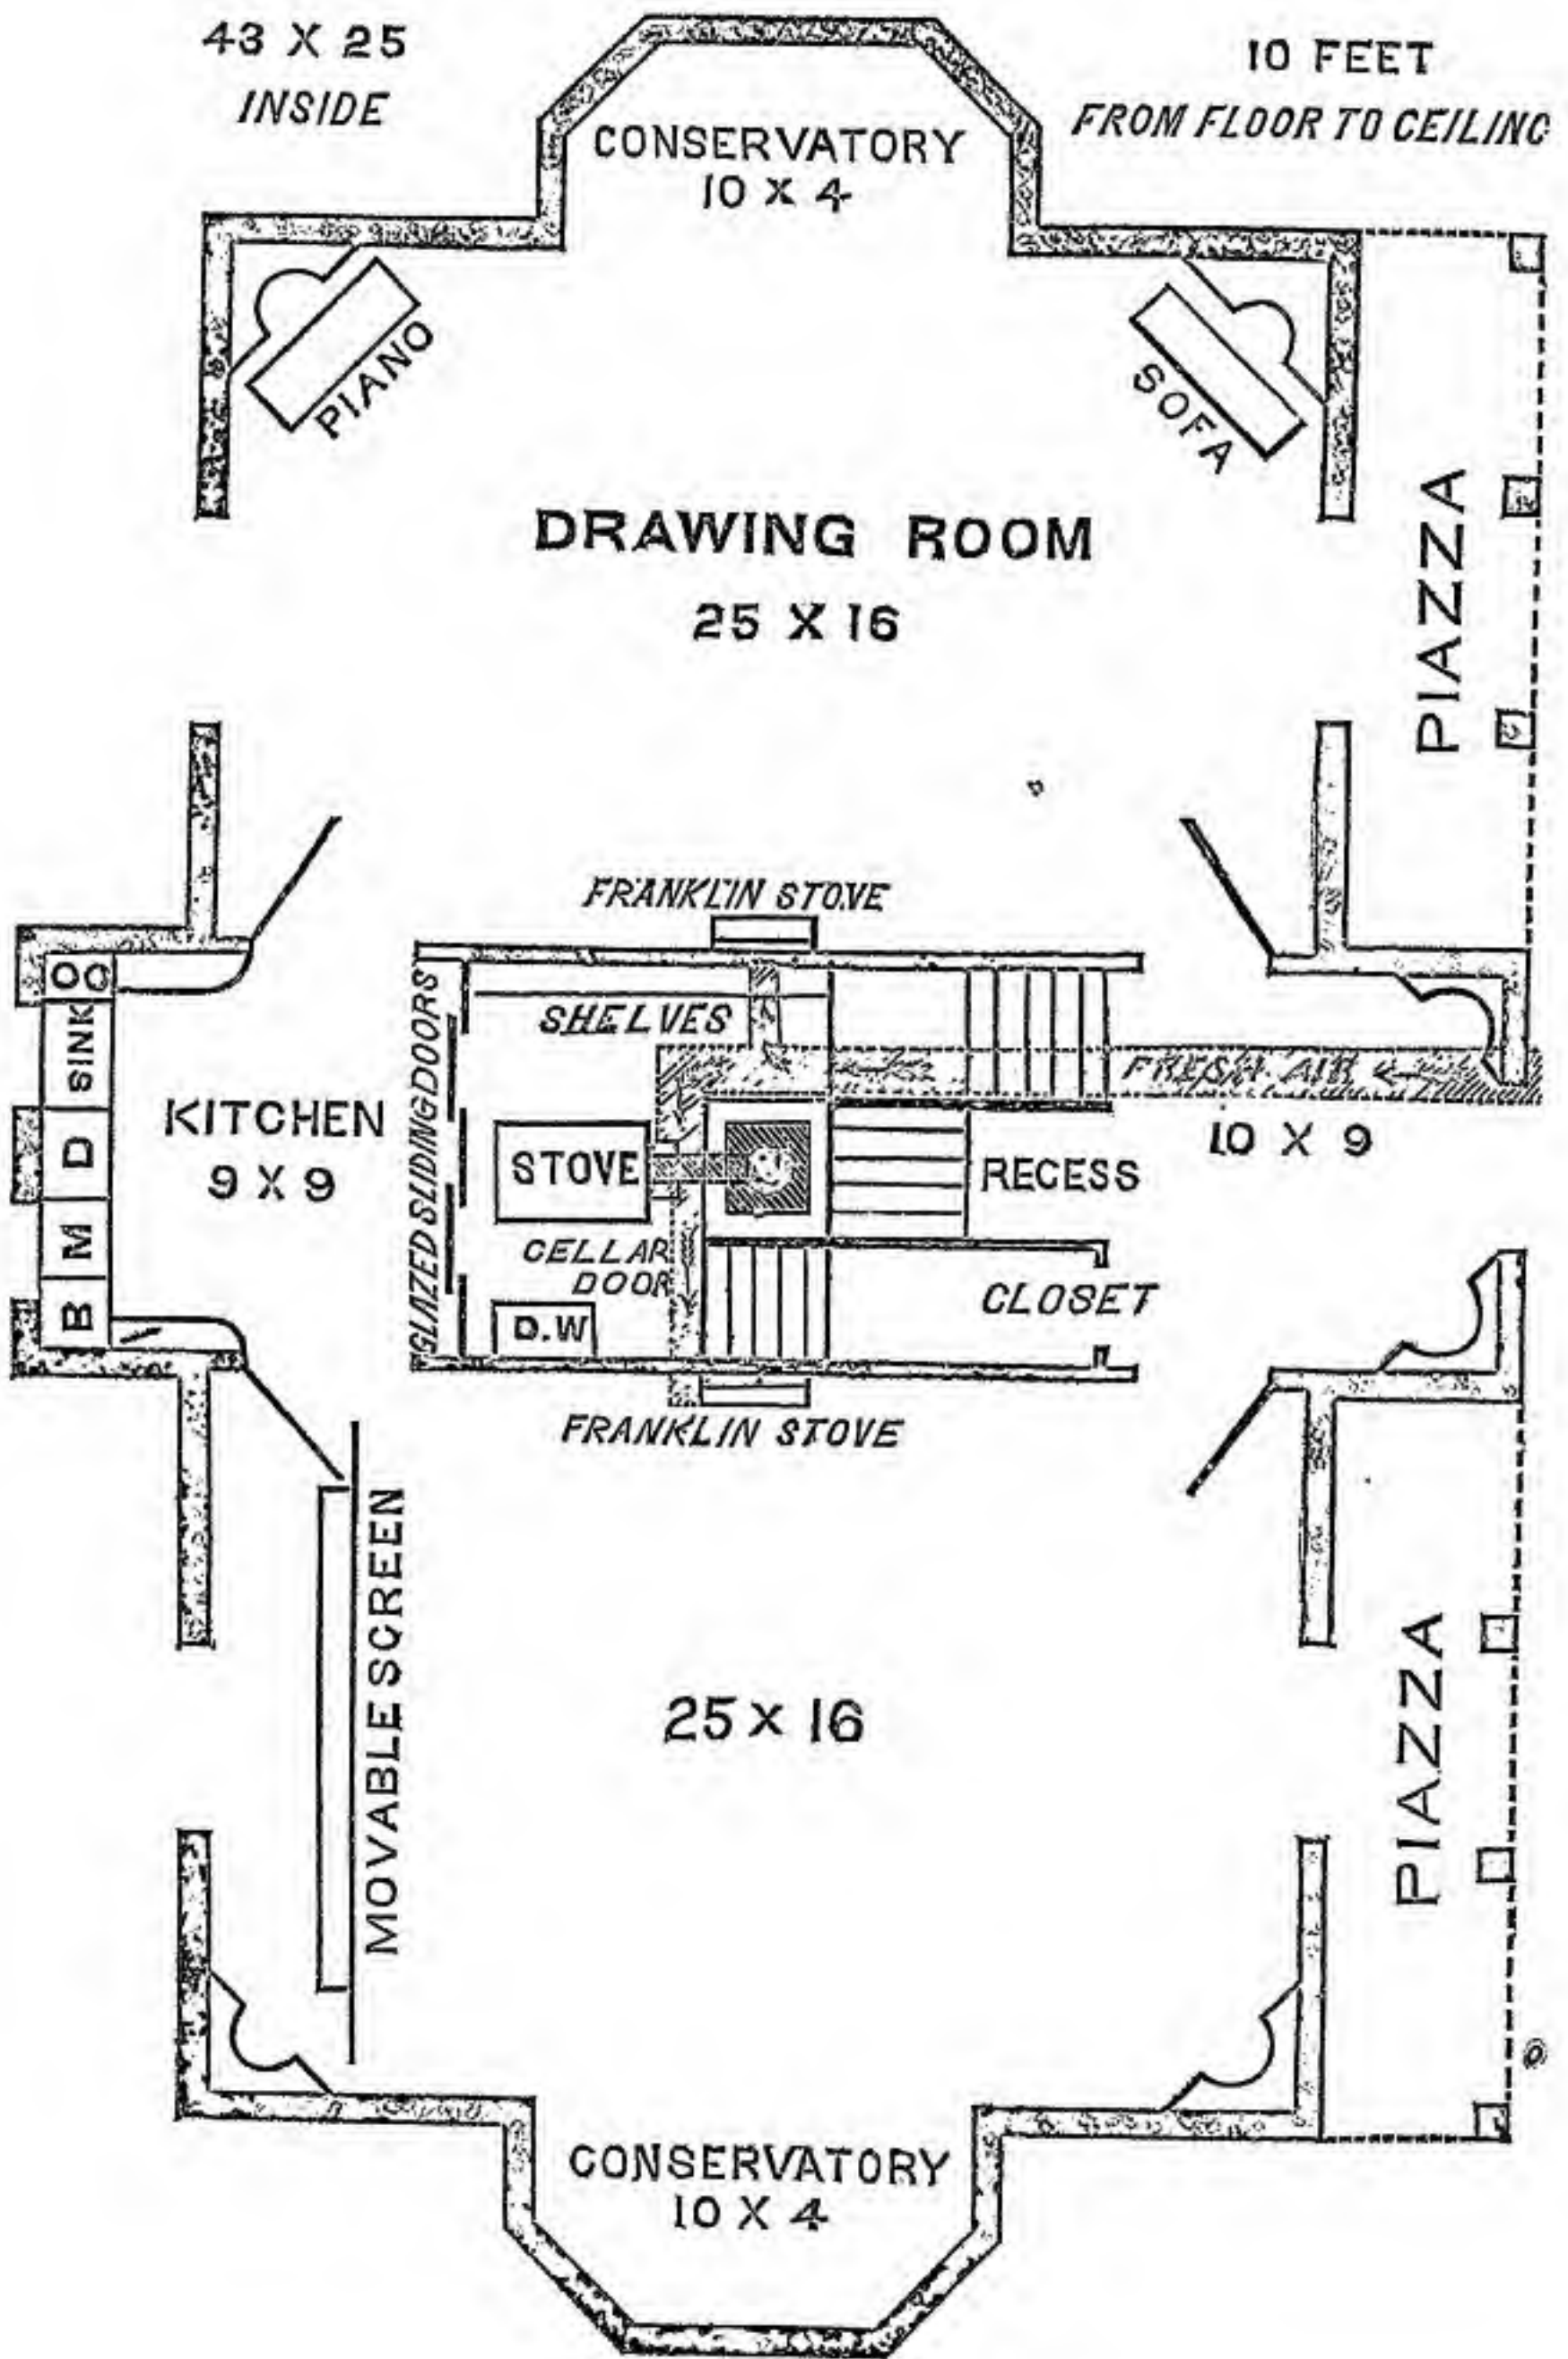 43 X 25
INSIDE
10 FEET
FROM FLOOR TO CEILING
CONSERVATORY
10 X 4
PIANO
SOFA
DRAWING ROOM
25 X 16
PIAZZA
FRANKLIN STOVE
OO
SINK
D
M
B
KITCHEN
9 X 9
GLAZED SLIDING DOORS
SHELVES
STOVE
CELLAR
DOOR
D.W
FRESH AIR
10 X 9
RECESS
CLOSET
FRANKLIN STOVE
MOVABLE SCREEN
25 X 16
PIAZZA
CONSERVATORY
10 X 4